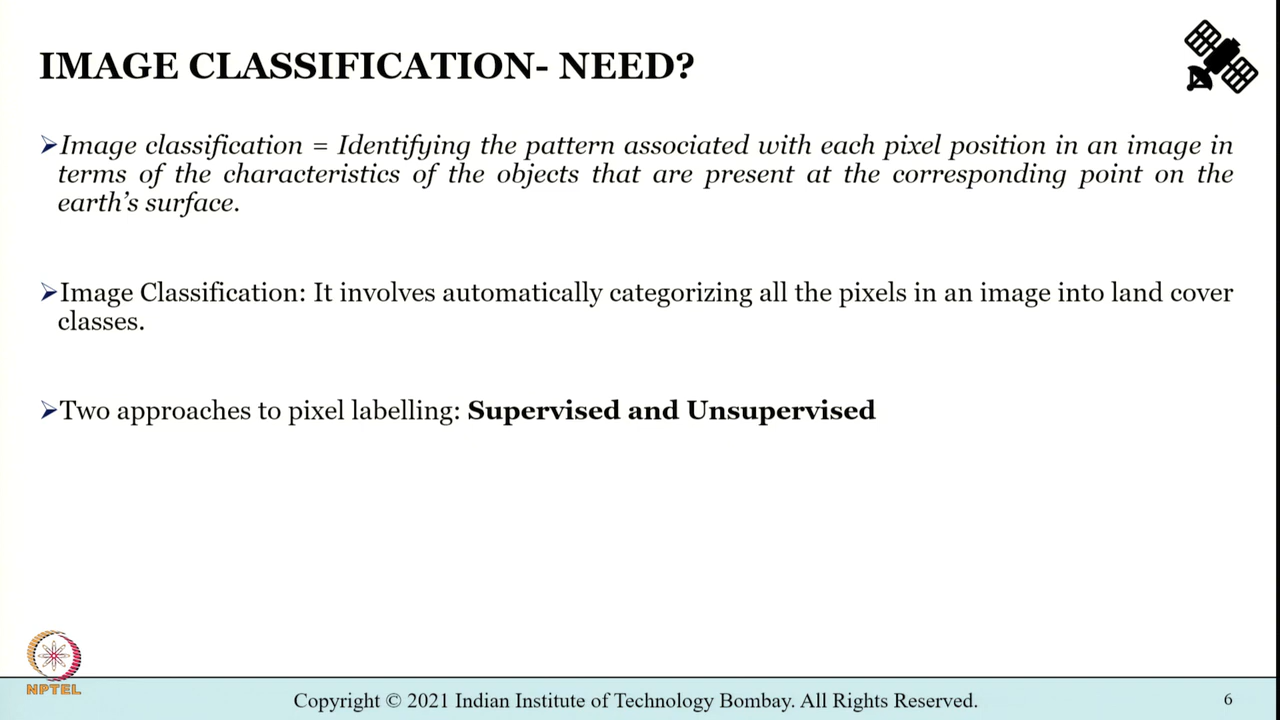 IMAGE CLASSIFICATION- NEED?
Image classification = Identifying the pattern associated with each pixel position in an image in
terms of the characteristics of the objects that are present at the corresponding point on the
earth's surface.
Image Classification: It involves automatically categorizing all the pixels in an image into land cover
classes.
Two approaches to pixel labelling: Supervised and Unsupervised
NPTEL
Copyright © 2021 Indian Institute of Technology Bombay. All Rights Reserved.
6